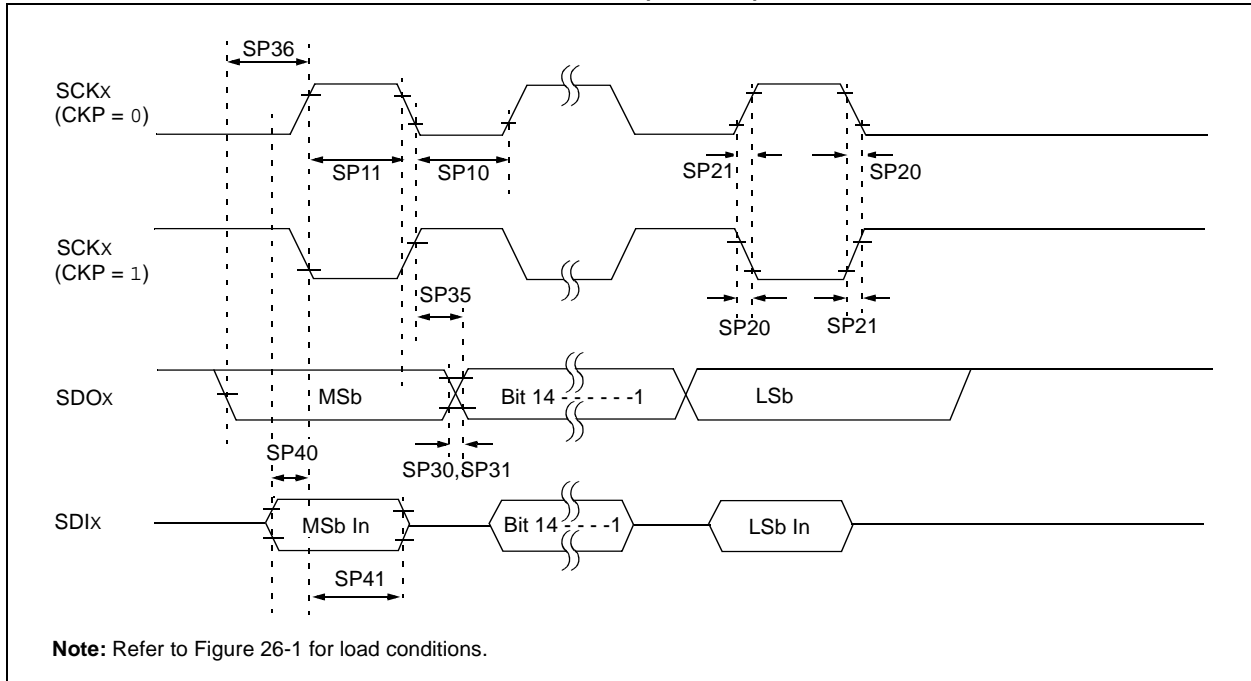 SP36
SCKX
(CKP = 0)
SP11
SP10
SP21
SP20
SCKX
(CKP = 1)
SP35
SP20
SP21
SDOX
MSb
Bit 14 - - - - - -1
LSb
SP40
SP30,SP31
SDIX
MSb In
Bit 14 - - - -1
LSb In
SP41
Note: Refer to Figure 26-1 for load conditions.